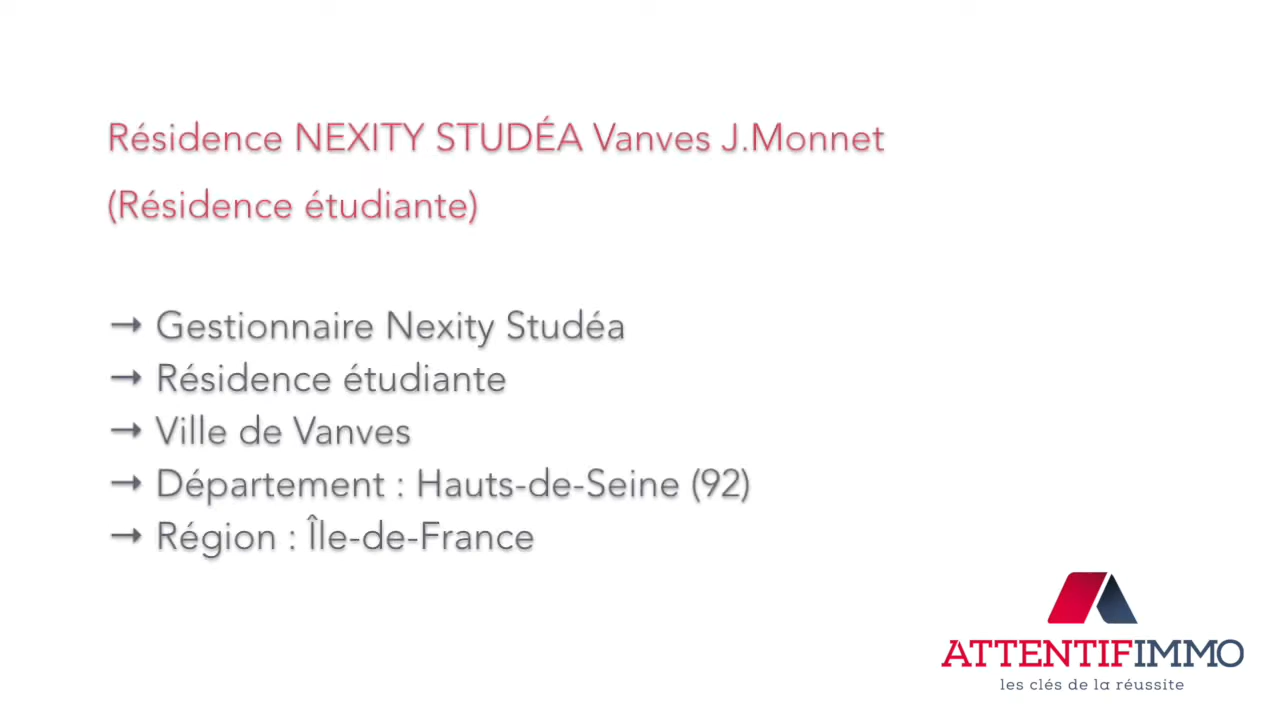 Résidence NEXITY STUDÉA Vanves J.Monnet
(Résidence étudiante)
→ Gestionnaire Nexity Studéa
→ Résidence étudiante
→ Ville de Vanves
→ Département : Hauts-de-Seine (92)
→ Région : Île-de-France
ATTENTIFIMMO
les clés de la réussite